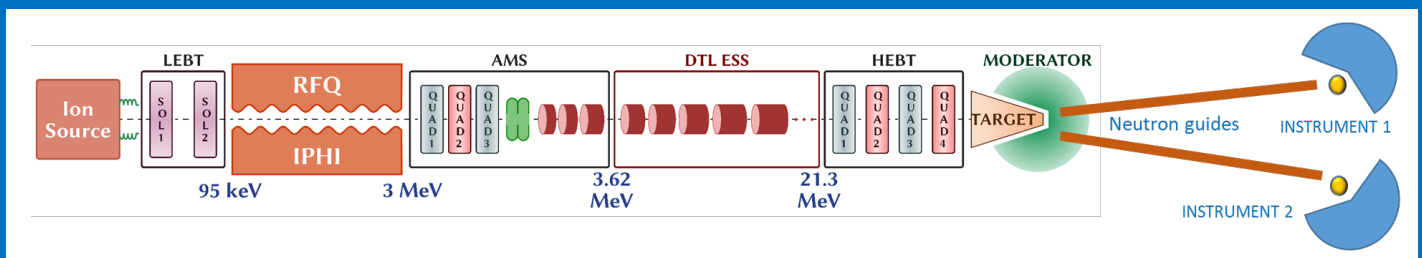 LEBT
AMS
DTL ESS
HEBT
MODERATOR
Ion
Source
SOL1
SOL2
RFQ
IPHI
QUAD1
QUAD2
QUAD3
QUAD1
QUAD2
QUAD3
QUAD4
TARGET
Neutron guides
INSTRUMENT 1
INSTRUMENT 2
95 keV
3 MeV
3.62
MeV
21.3
MeV